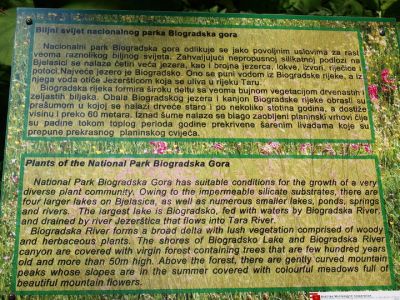 Biljni svijet nacionalnog parka Biogradska gora
Nacionalni park Biogradska gora odlikuje se jako povoljnim uslovima za rast
veoma raznolikog biljnog svijeta. Zahvaljujući nepropusnoj silikatnoj podlozi na
Bjelasici se nalaze četiri veća jezera, kao i brojna jezerca, lokve, izvori, riječice i
potoci. Najveće jezero je Biogradsko. Ono se puni vodom iz Biogradske rijeke, a iz
njega voda otiče Jezerštficom koja se uliva u rijeku Taru.
Biogradska rijeka formira široku deltu sa veoma bujnom vegetacijom drvenastih i
zeljastih biljaka. Obale Biogradskog jezera i kanjon Biogradske rijeke obrasli su
prašumom u kojoj se nalazi drveće staro i po nekoliko stotina godina, a dostiže
visinu i preko 60 metara. Iznad šume nalaze se blago zaobljeni planinski vrhovi čije
su padine tokom toplog perioda godine prekrivene šarenim livadama koje su
prepune prekrasnog planinskog cvijeća.
Plants of the National Park Biogradska Gora
National Park Biogradska Gora has suitable conditions for the growth of a very
diverse plant community. Owing to the impermeable silicate substrates, there are
four larger lakes on Bjelasica, as well as numerous smaller lakes, ponds, springs
and rivers. The largest lake is Biogradsko, fed with waters by Biogradska River
and drained by river Jezerštica that flows into Tara River.
Biogradska River forms a broad delta with lush vegetation comprised of woody
and herbaceous plants. The shores of Biogradsko Lake and Biogradska River
canyon are covered with virgin forest containing trees that are few hundred years
old and more than 50m high. Above the forest, there are gently curved mountain
peaks whose slopes are in the summer covered with colourful meadows full of
beautiful mountain flowers.